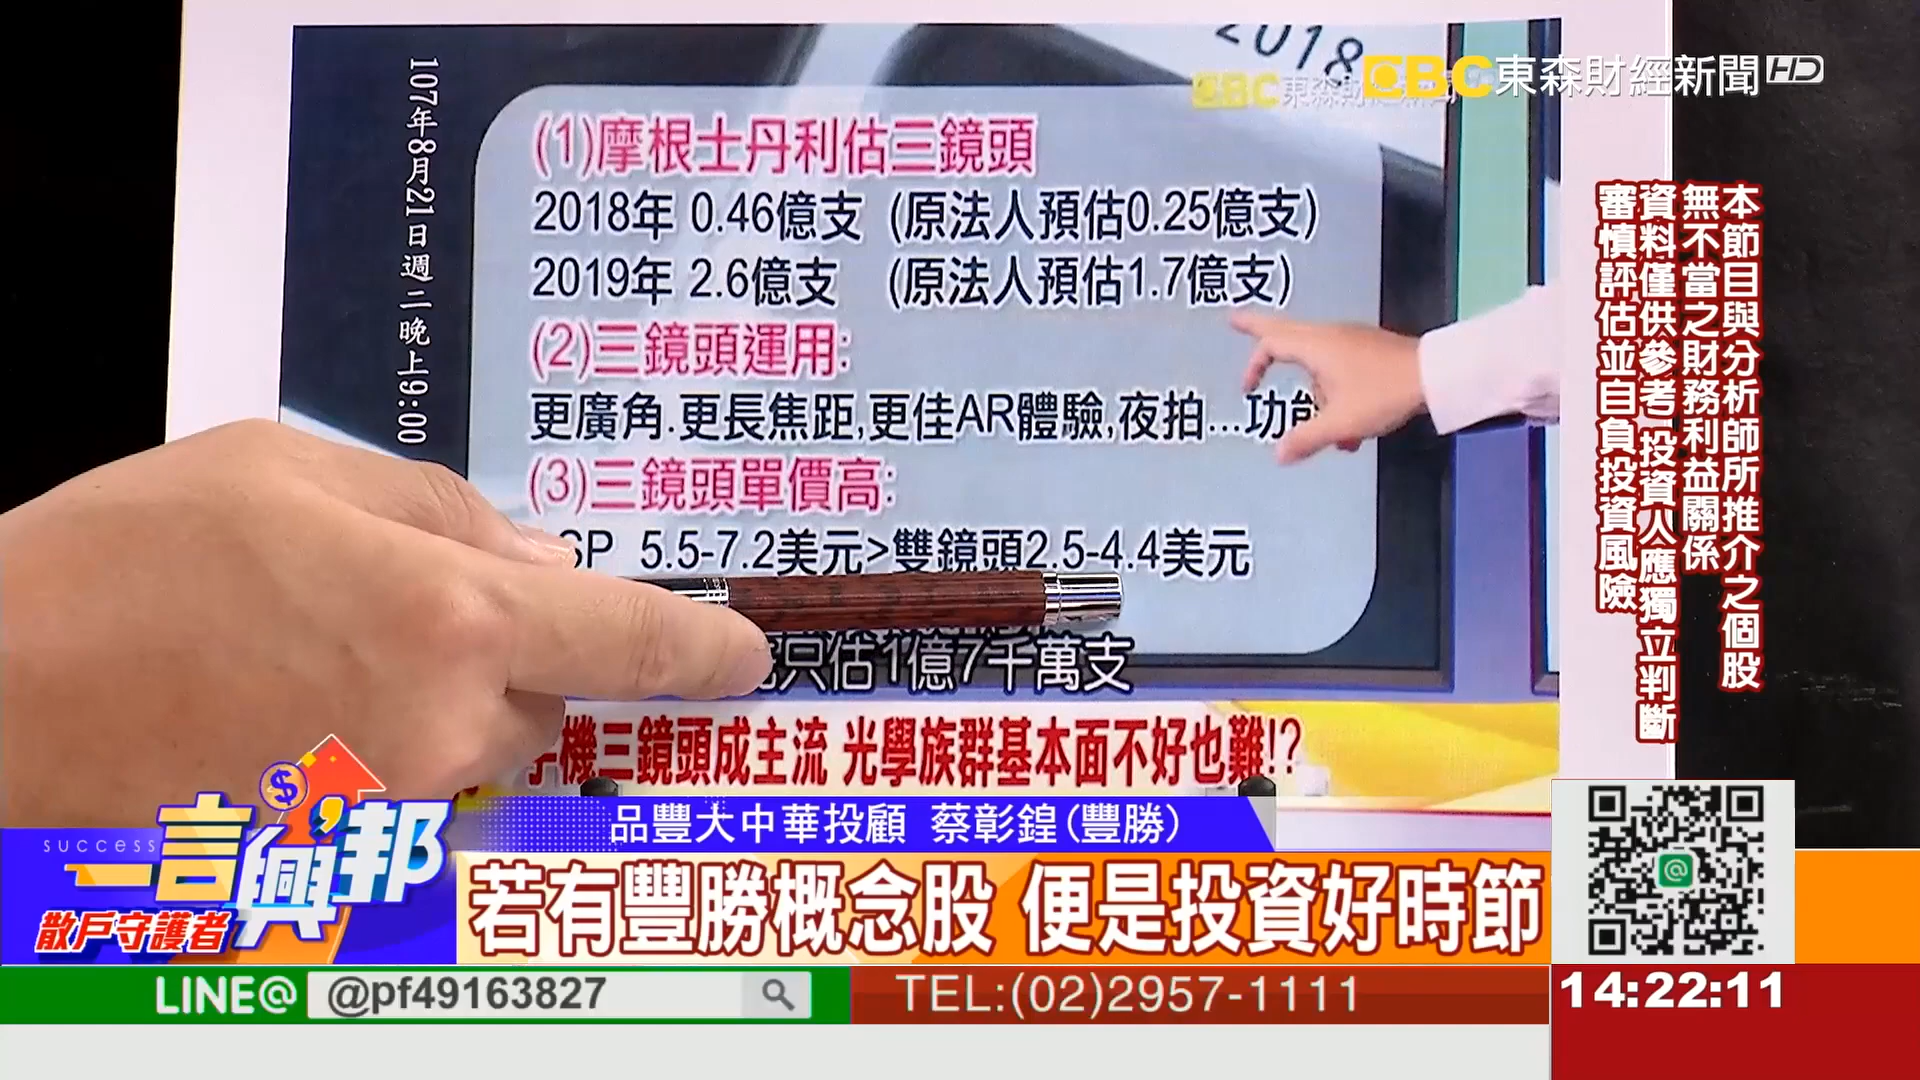 2018
EBC東森財經新聞HD
107年8月21日週二晚上9:00
(1)摩根士丹利估三鏡頭
2018年 0.46億支 (原法人預估0.25億支)
2019年 2.6億支 (原法人預估1.7億支)
(2)三鏡頭運用:
更廣角.更長焦距,更佳AR體驗,夜拍...功能
(3)三鏡頭單價高:
SP 5.5-7.2美元>雙鏡頭2.5-4.4美元
只估1億7千萬支
手機三鏡頭成主流 光學族群基本面不好也難!?
本節目與分析師所推介之個股
無不當之財務利益關係
資料僅供參考 投資人應獨立判斷
審慎評估並自負投資風險
品豐大中華投顧 蔡彰鍠(豐勝)
success
一言興邦
散戶守護者
若有豐勝概念股 便是投資好時節
LINE@ @pf49163827
TEL:(02)2957-1111
14:22:11